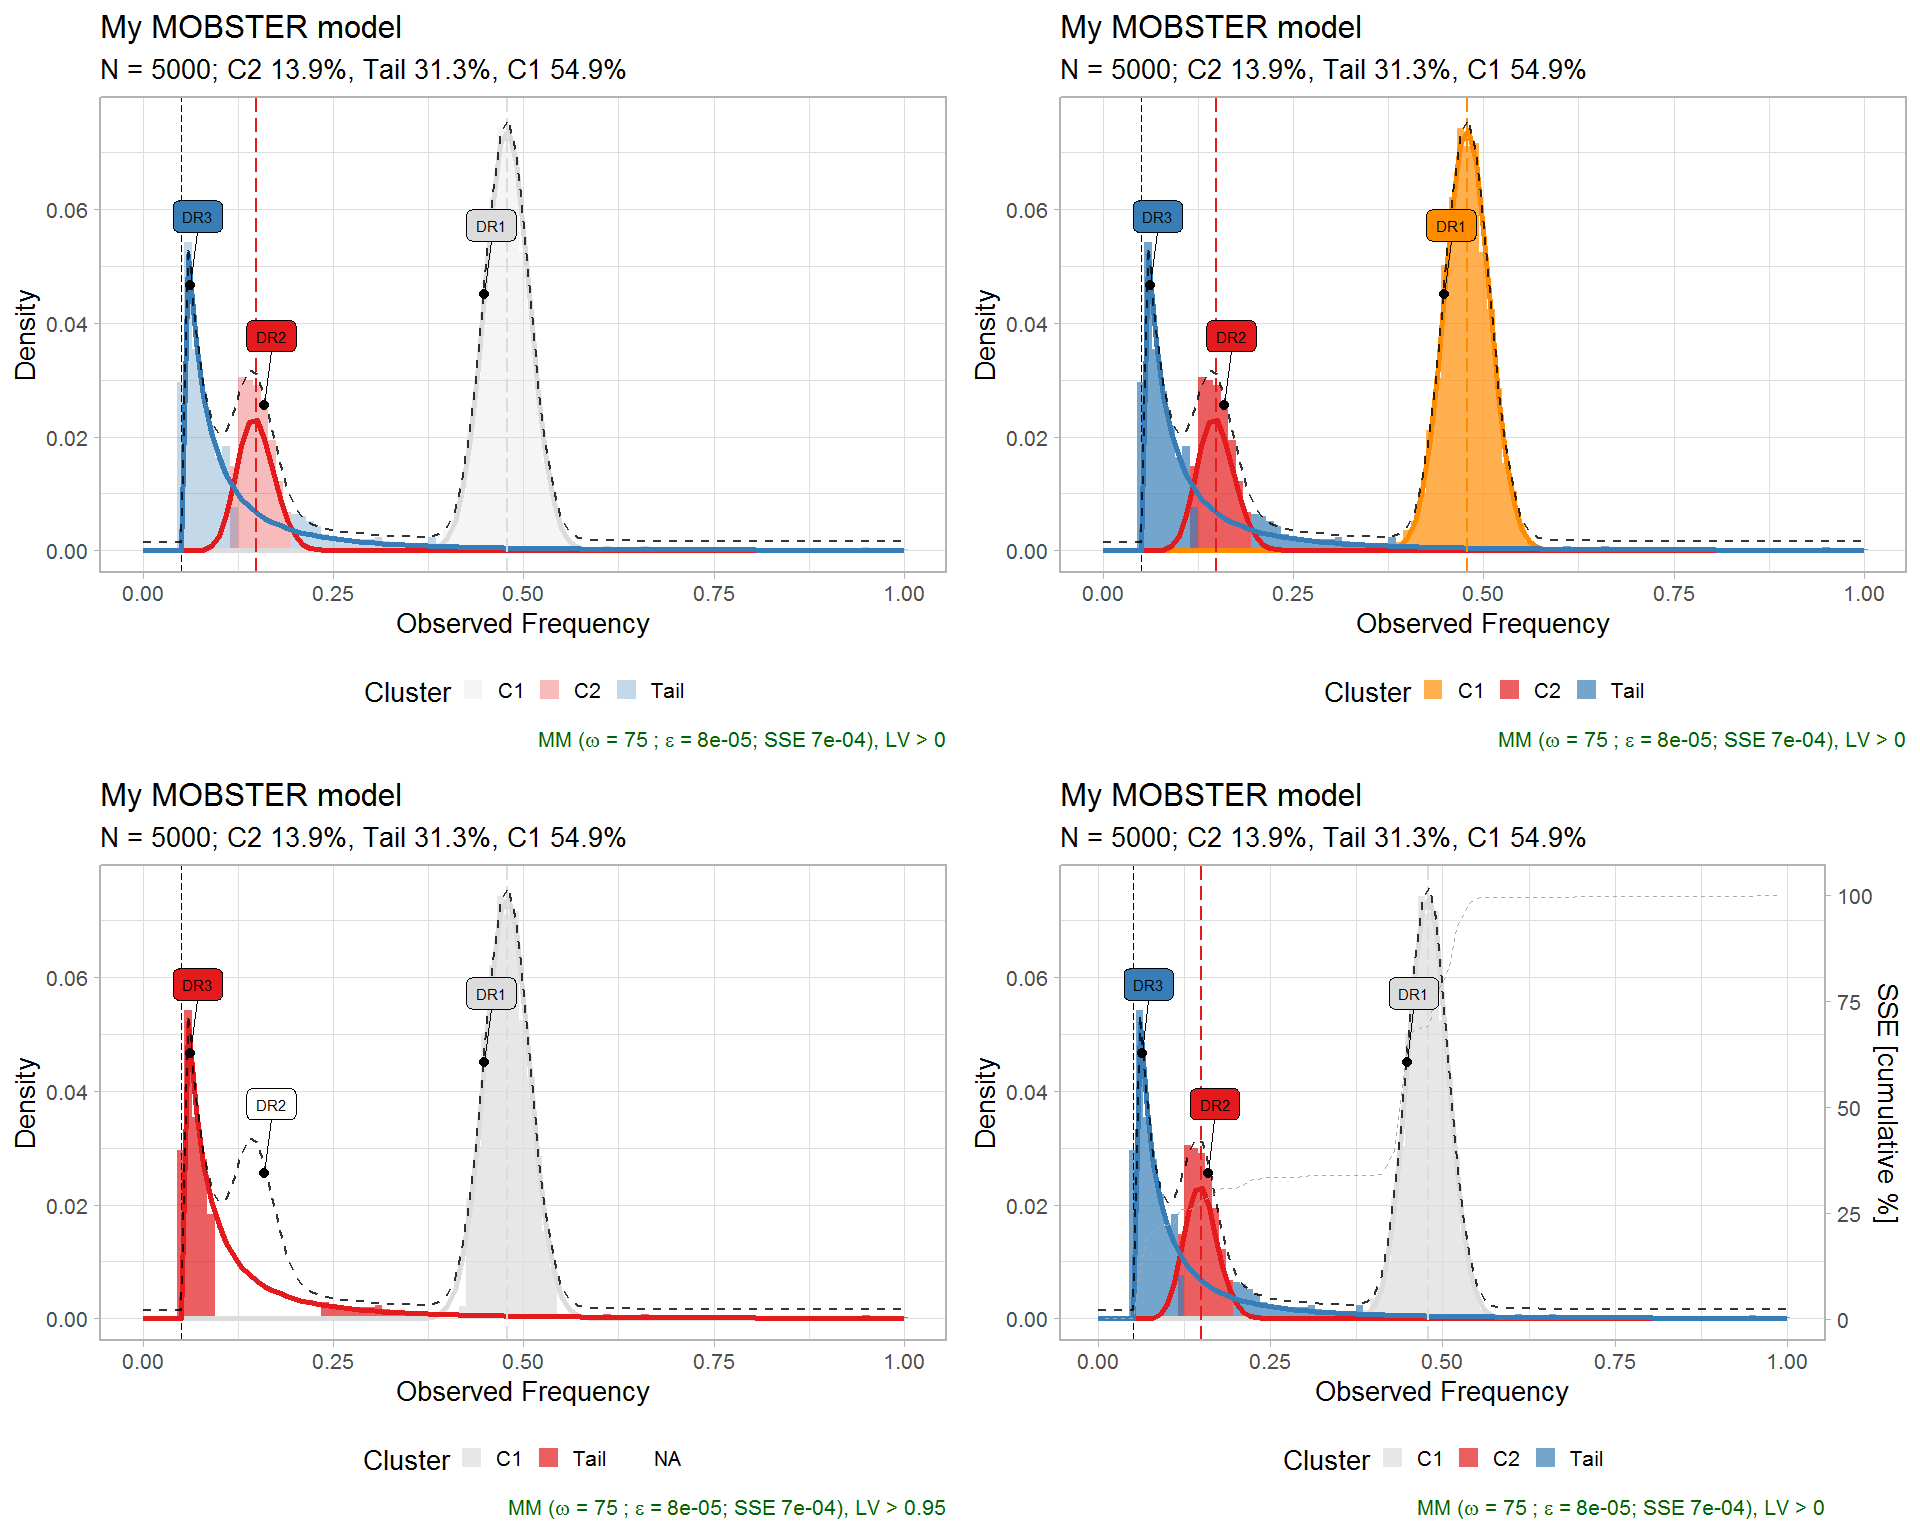 My MOBSTER model
N = 5000; C2 13.9%, Tail 31.3%, C1 54.9%
Density
0.06
0.04
0.02
0.00
DR3
DR2
DR1
0.00 0.25 0.50 0.75 1.00
Observed Frequency
Cluster C1 C2 Tail
MM (ω = 75 ; ε = 8e-05; SSE 7e-04), LV > 0
My MOBSTER model
N = 5000; C2 13.9%, Tail 31.3%, C1 54.9%
Density
0.06
0.04
0.02
0.00
DR3
DR2
DR1
0.00 0.25 0.50 0.75 1.00
Observed Frequency
Cluster C1 C2 Tail
MM (ω = 75 ; ε = 8e-05; SSE 7e-04), LV > 0
My MOBSTER model
N = 5000; C2 13.9%, Tail 31.3%, C1 54.9%
Density
0.06
0.04
0.02
0.00
DR3
DR2
DR1
0.00 0.25 0.50 0.75 1.00
Observed Frequency
Cluster C1 Tail NA
MM (ω = 75 ; ε = 8e-05; SSE 7e-04), LV > 0.95
My MOBSTER model
N = 5000; C2 13.9%, Tail 31.3%, C1 54.9%
Density
0.06
0.04
0.02
0.00
DR3
DR2
DR1
100
75
50
25
0
SSE [cumulative %]
0.00 0.25 0.50 0.75 1.00
Observed Frequency
Cluster C1 C2 Tail
MM (ω = 75 ; ε = 8e-05; SSE 7e-04), LV > 0